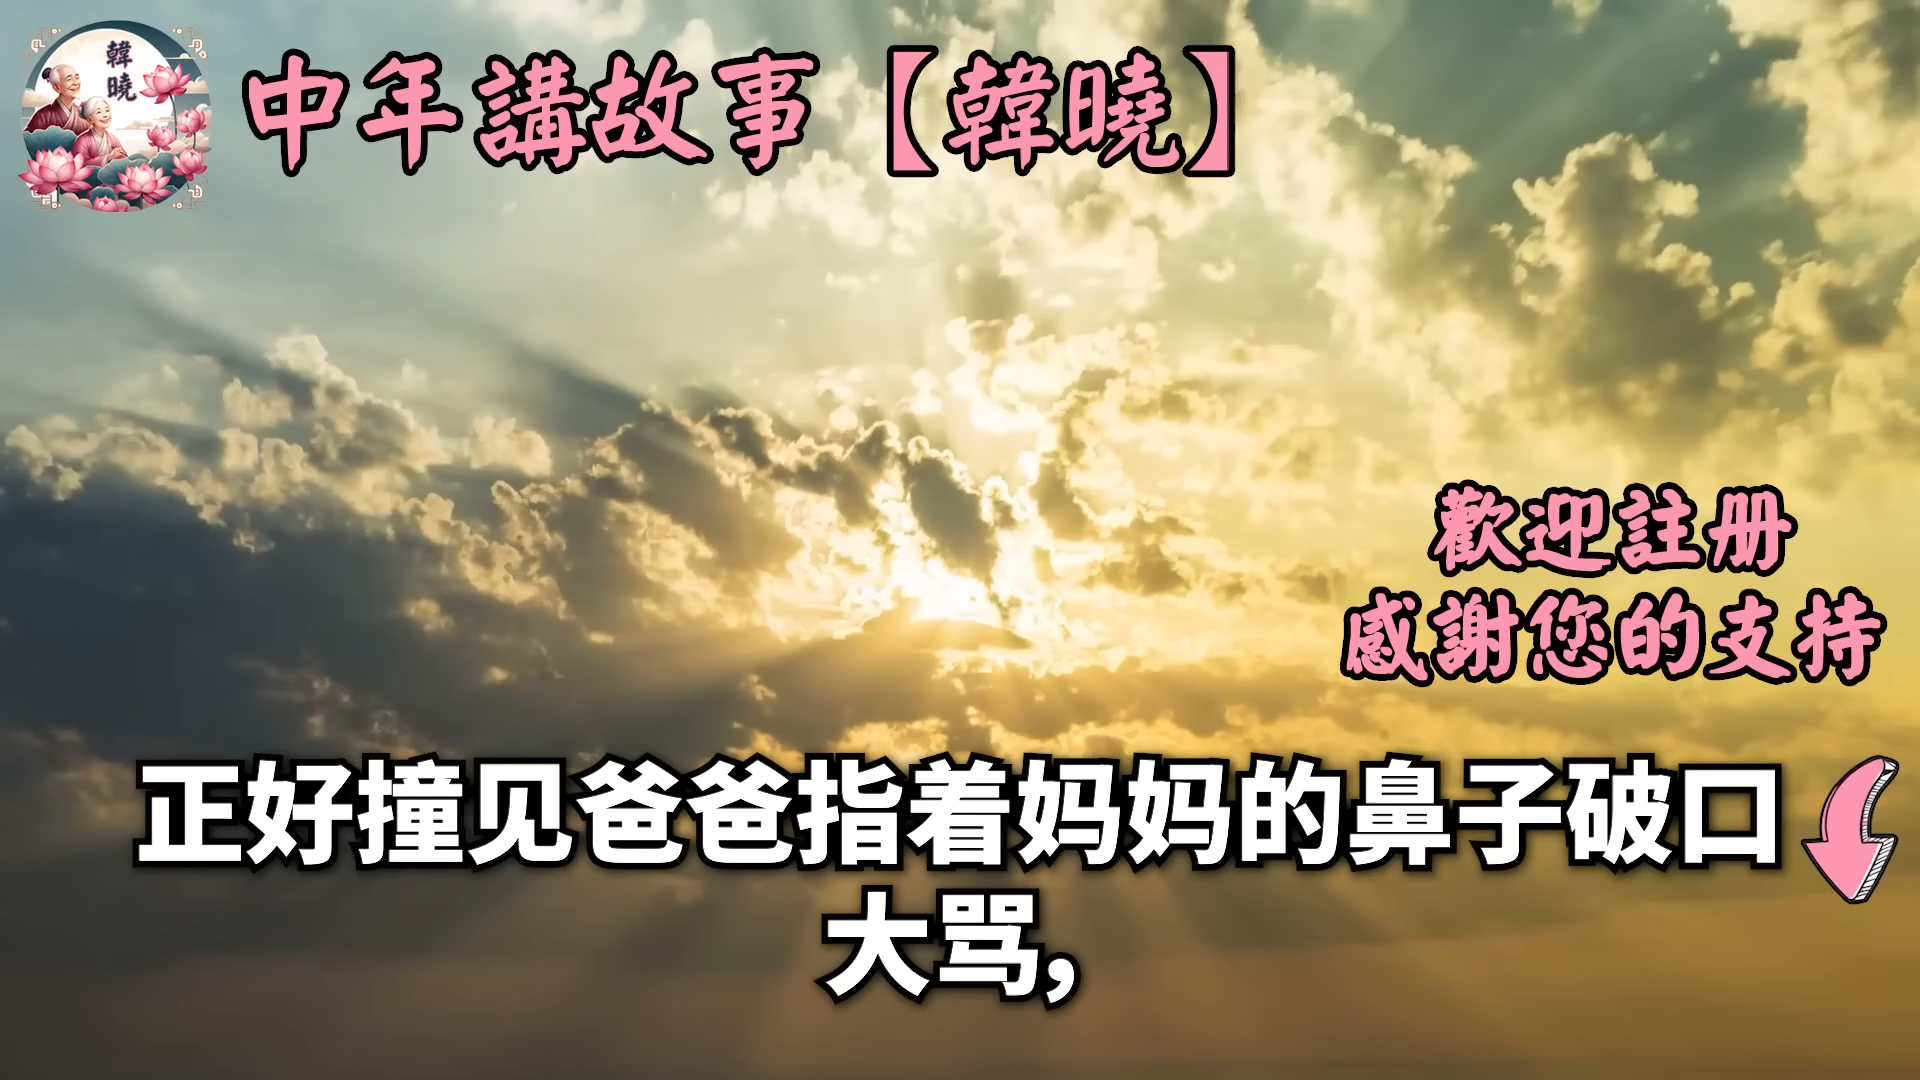 韓
曉
中年講故事【韓曉】
歡迎註册
感謝您的支持
正好撞见爸爸指着妈妈的鼻子破口
大骂，